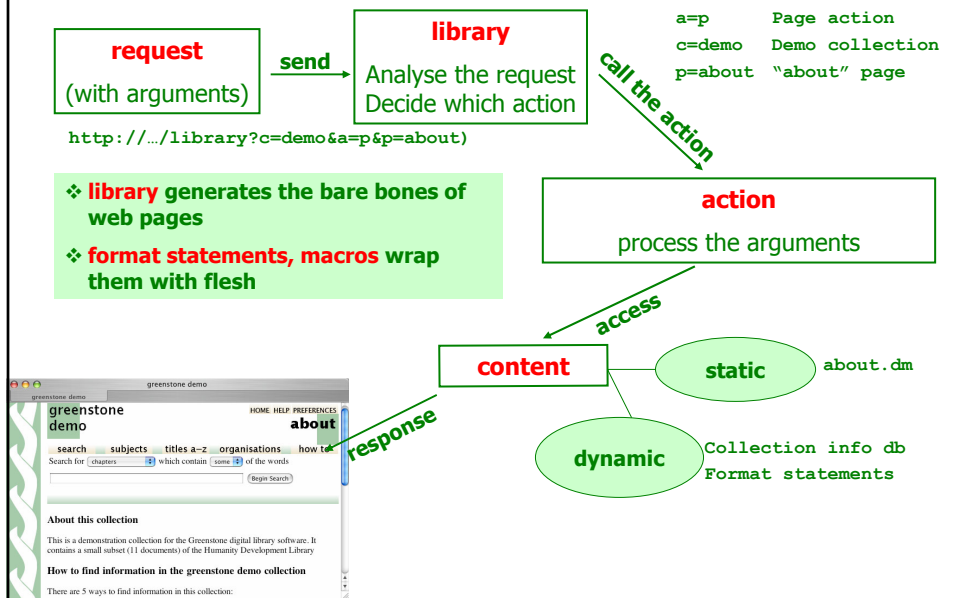 request
(with arguments)
send
library
Analyse the request
Decide which action
call the action
a=p Page action
c=demo Demo collection
p=about “about” page
http://…/library?c=demo&a=p&p=about)
❖ library generates the bare bones of
web pages
❖ format statements, macros wrap
them with flesh
action
process the arguments
access
content
static
about.dm
dynamic
Collection info db
Format statements
response
greenstone demo
greenstone demo
greenstone
demo
HOME HELP PREFERENCES
about
search subjects titles a–z organisations how to
Search for chapters which contain some of the words
Begin Search
About this collection
This is a demonstration collection for the Greenstone digital library software. It
contains a small subset (11 documents) of the Humanity Development Library
How to find information in the greenstone demo collection
There are 5 ways to find information in this collection: